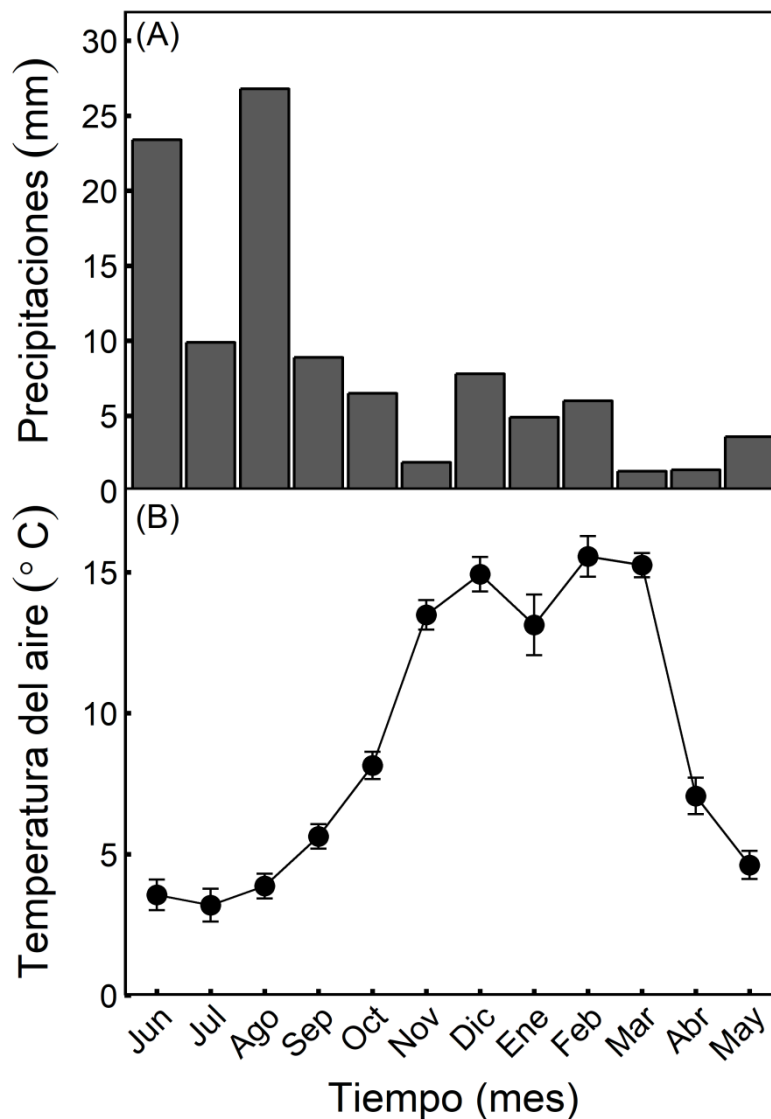 (A)
Precipitaciones (mm)
30
25
20
15
10
5
0
(B)
Temperatura del aire (° C)
15
10
5
0
Jun Jul Ago Sep Oct Nov Dic Ene Feb Mar Abr May
Tiempo (mes)